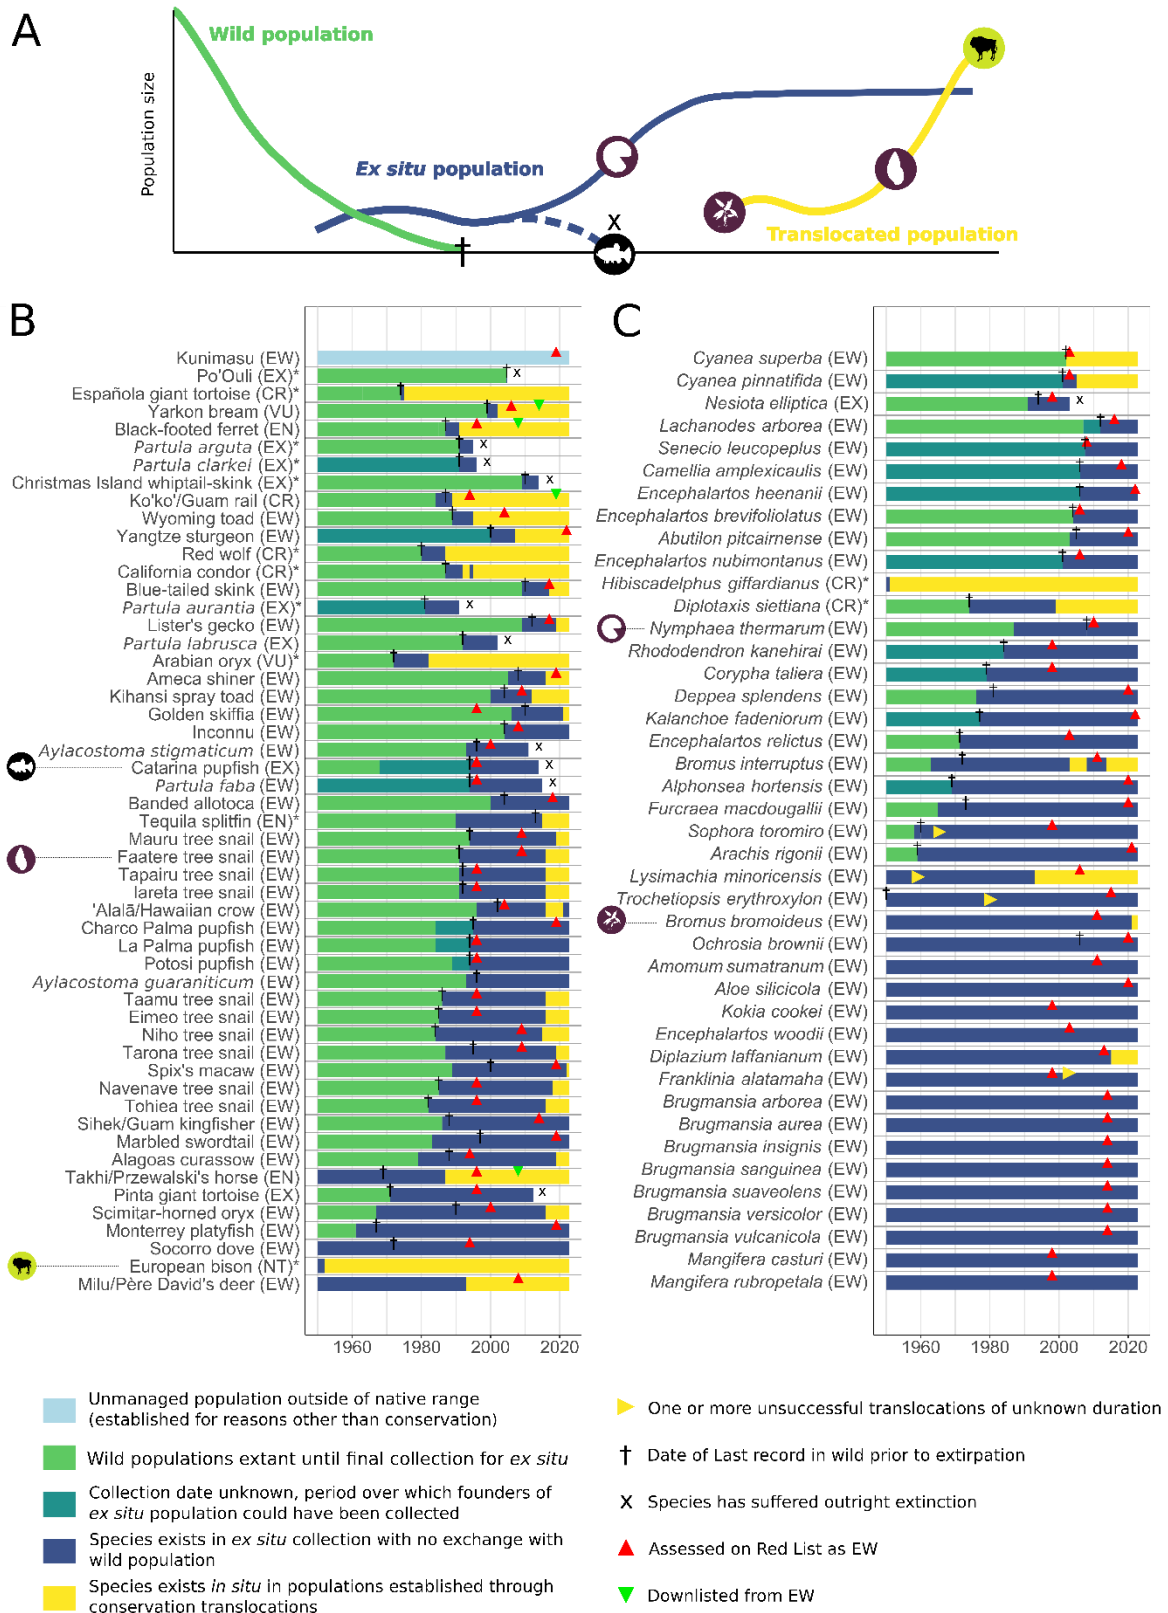 A
Wild population
Population size
Ex situ population
x
Translocated population
B
Kunimasu (EW)
Po'Ouli (EX)*
x
Española giant tortoise (CR)*
Yarkon bream (VU)
Black-footed ferret (EN)
Partula arguta (EX)*
x
Partula clarkei (EX)*
x
Christmas Island whiptail-skink (EX)*
x
Ko'ko'/Guam rail (CR)
Wyoming toad (EW)
Yangtze sturgeon (EW)
Red wolf (CR)*
California condor (CR)*
Blue-tailed skink (EW)
Partula aurantia (EX)*
x
Lister's gecko (EW)
Partula labrusca (EX)
x
Arabian oryx (VU)*
Ameca shiner (EW)
Kihansi spray toad (EW)
Golden skiffia (EW)
Inconnu (EW)
Aylacostoma stigmaticum (EW)
x
Catarina pupfish (EX)
x
Partula faba (EW)
x
Banded allotoca (EW)
Tequila splitfin (EN)*
Mauru tree snail (EW)
Faatere tree snail (EW)
Tapairu tree snail (EW)
Iareta tree snail (EW)
'Alalā/Hawaiian crow (EW)
Charco Palma pupfish (EW)
La Palma pupfish (EW)
Potosi pupfish (EW)
Aylacostoma guaraniticum (EW)
Taamu tree snail (EW)
Eimeo tree snail (EW)
Niho tree snail (EW)
Tarona tree snail (EW)
Spix's macaw (EW)
Navenave tree snail (EW)
Tohiea tree snail (EW)
Sihek/Guam kingfisher (EW)
Marbled swordtail (EW)
Alagoas curassow (EW)
Takhi/Przewalski's horse (EN)
Pinta giant tortoise (EX)
x
Scimitar-horned oryx (EW)
Monterrey platyfish (EW)
Socorro dove (EW)
European bison (NT)*
Milu/Père David's deer (EW)
1960 1980 2000 2020
C
Cyanea superba (EW)
Cyanea pinnatifida (EW)
Nesiota elliptica (EX)
x
Lachanodes arborea (EW)
Senecio leucopeplus (EW)
Camellia amplexicaulis (EW)
Encephalartos heenanii (EW)
Encephalartos brevifoliolatus (EW)
Abutilon pitcairnense (EW)
Encephalartos nubimontanus (EW)
Hibiscadelphus giffardianus (CR)*
Diplotaxis siettiana (CR)*
Nymphaea thermarum (EW)
Rhododendron kanehirai (EW)
Corypha taliera (EW)
Deppea splendens (EW)
Kalanchoe fadeniorum (EW)
Encephalartos relictus (EW)
Bromus interruptus (EW)
Alphonsea hortensis (EW)
Furcraea macdougallii (EW)
Sophora toromiro (EW)
Arachis rigonii (EW)
Lysimachia minoricensis (EW)
Trochetiopsis erythroxylon (EW)
Bromus bromoideus (EW)
Ochrosia brownii (EW)
Amomum sumatranum (EW)
Aloe silicicola (EW)
Kokia cookei (EW)
Encephalartos woodii (EW)
Diplazium laffanianum (EW)
Franklinia alatamaha (EW)
Brugmansia arborea (EW)
Brugmansia aurea (EW)
Brugmansia insignis (EW)
Brugmansia sanguinea (EW)
Brugmansia suaveolens (EW)
Brugmansia versicolor (EW)
Brugmansia vulcanicola (EW)
Mangifera casturi (EW)
Mangifera rubropetala (EW)
1960 1980 2000 2020
Unmanaged population outside of native range
(established for reasons other than conservation)
Wild populations extant until final collection for ex situ
Collection date unknown, period over which founders of
ex situ population could have been collected
Species exists in ex situ collection with no exchange with
wild population
Species exists in situ in populations established through
conservation translocations
One or more unsuccessful translocations of unknown duration
† Date of Last record in wild prior to extirpation
x Species has suffered outright extinction
Assessed on Red List as EW
Downlisted from EW